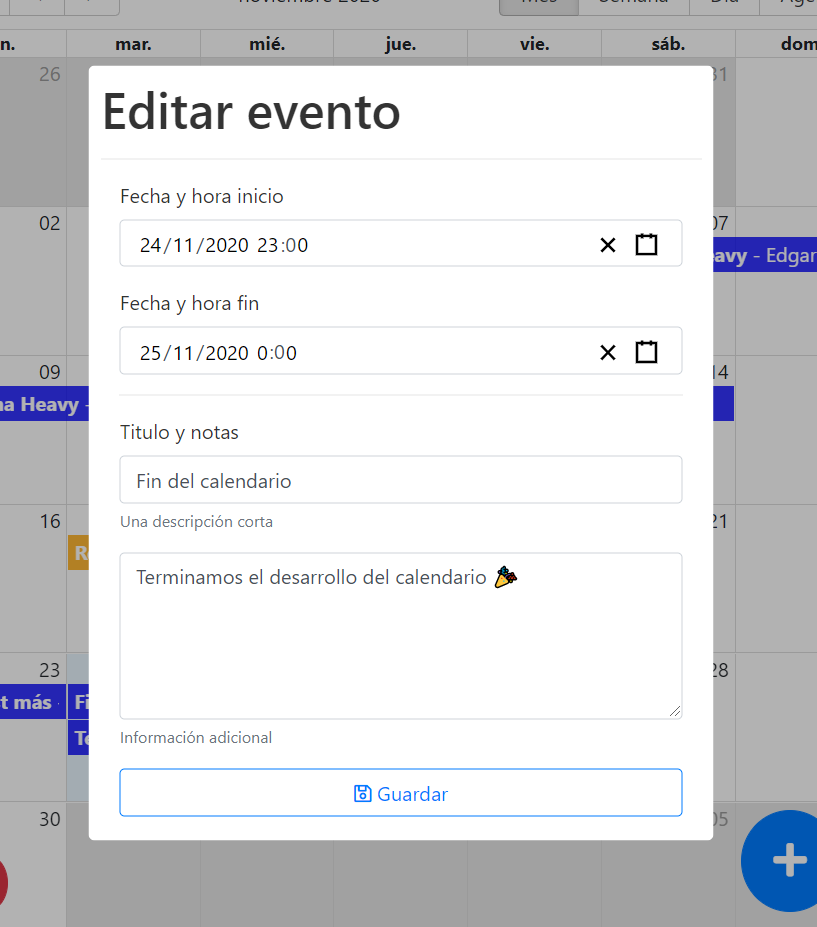 noviembre 2020 Mes Semana Día
mar. mié. jue. vie. sáb. dom
26
31
Editar evento
Fecha y hora inicio
24/11/2020 23:00
Fecha y hora fin
25/11/2020 0:00
Titulo y notas
Fin del calendario
Una descripción corta
Terminamos el desarrollo del calendario 🎉
Información adicional
Guardar
02
07
eavy - Edgar
09
14
na Heavy -
16
21
23
28
t más -
30
05